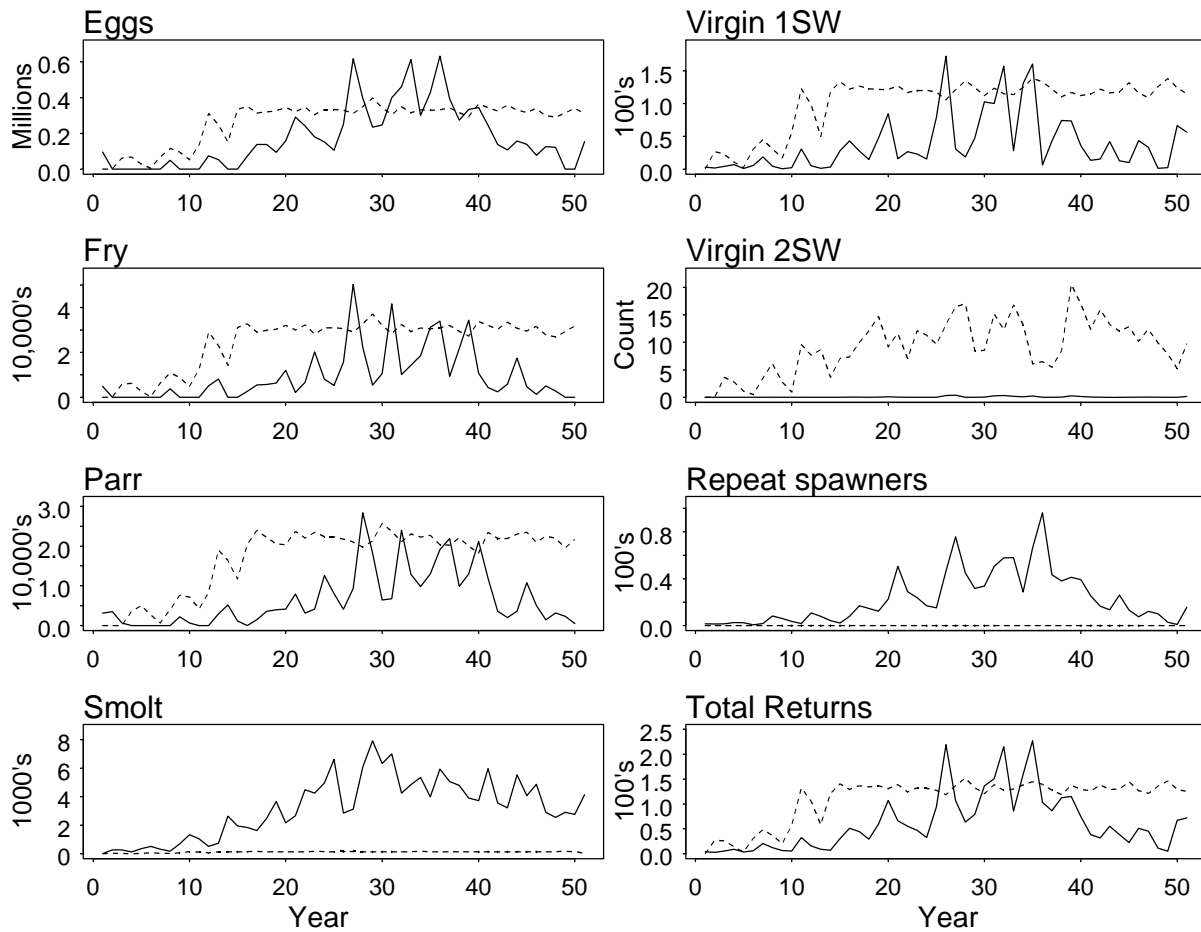 Eggs
Millions
0.6
0.4
0.2
0.0
0 10 20 30 40 50
Fry
10,000's
4
2
0
0 10 20 30 40 50
Parr
10,000's
3.0
2.0
1.0
0.0
0 10 20 30 40 50
Smolt
1000's
8
6
4
2
0
0 10 20 30 40 50
Year
Virgin 1SW
100's
1.5
1.0
0.5
0.0
0 10 20 30 40 50
Virgin 2SW
Count
20
15
10
5
0
0 10 20 30 40 50
Repeat spawners
100's
0.8
0.4
0.0
0 10 20 30 40 50
Total Returns
100's
2.5
2.0
1.5
1.0
0.5
0.0
0 10 20 30 40 50
Year